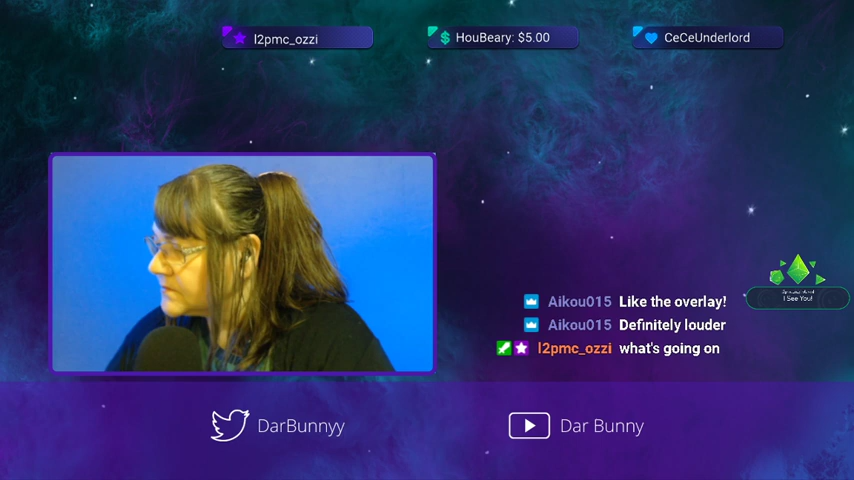 l2pmc_ozzi
HouBeary: $5.00
CeCeUnderlord
I See You!
Aikou015 Like the overlay!
Aikou015 Definitely louder
l2pmc_ozzi what's going on
DarBunnyy
Dar Bunny